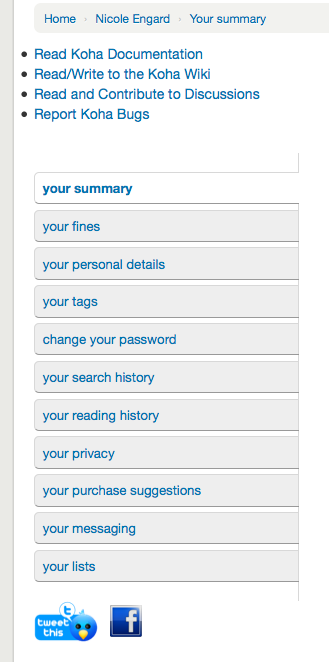 Home • Nicole Engard • Your summary
• Read Koha Documentation
• Read/Write to the Koha Wiki
• Read and Contribute to Discussions
• Report Koha Bugs
your summary
your fines
your personal details
your tags
change your password
your search history
your reading history
your privacy
your purchase suggestions
your messaging
your lists
t
tweet
this
f